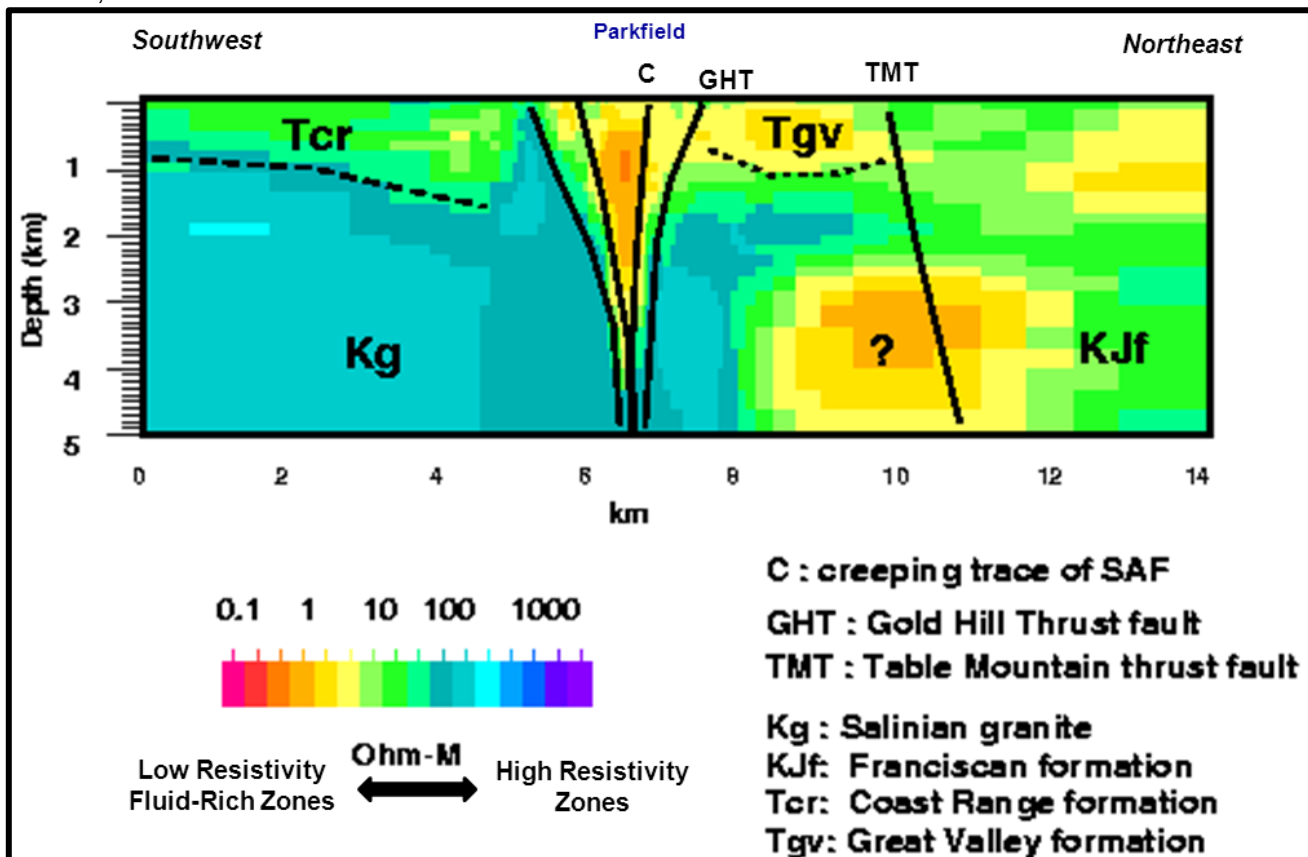 Parkfield
Southwest
Northeast
C
GHT
TMT
Tcr
Tgv
Kg
?
KJf
Depth (km)
1
2
3
4
5
0 2 4 6 8 10 12 14
km
0.1 1 10 100 1000
Ohm-M
Low Resistivity
Fluid-Rich Zones
High Resistivity
Zones
C : creeping trace of SAF
GHT : Gold Hill Thrust fault
TMT : Table Mountain thrust fault
Kg : Salinian granite
KJf: Franciscan formation
Tcr: Coast Range formation
Tgv: Great Valley formation